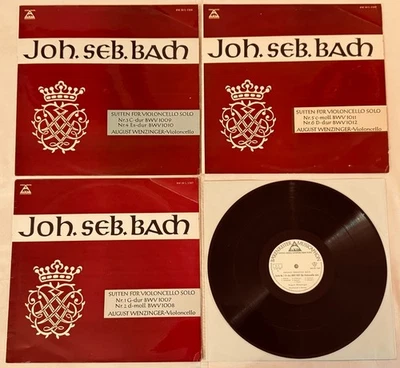 Joh. Seb. Bach
SUITEN FÜR VIOLONCELLO SOLO
Nr.3 C-dur BWV 1009
Nr.4 Es-dur BWV 1010
AUGUST WENZINGER/Violoncello
Joh. Seb. Bach
SUITEN FÜR VIOLONCELLO SOLO
Nr.5 c-moll BWV 1011
Nr.6 D-dur BWV 1012
AUGUST WENZINGER/Violoncello
Joh. Seb. Bach
SUITEN FÜR VIOLONCELLO SOLO
Nr.1 G-dur BWV 1007
Nr.2 d-moll BWV 1008
AUGUST WENZINGER/Violoncello
BÄRENREITER MUSICAPHON